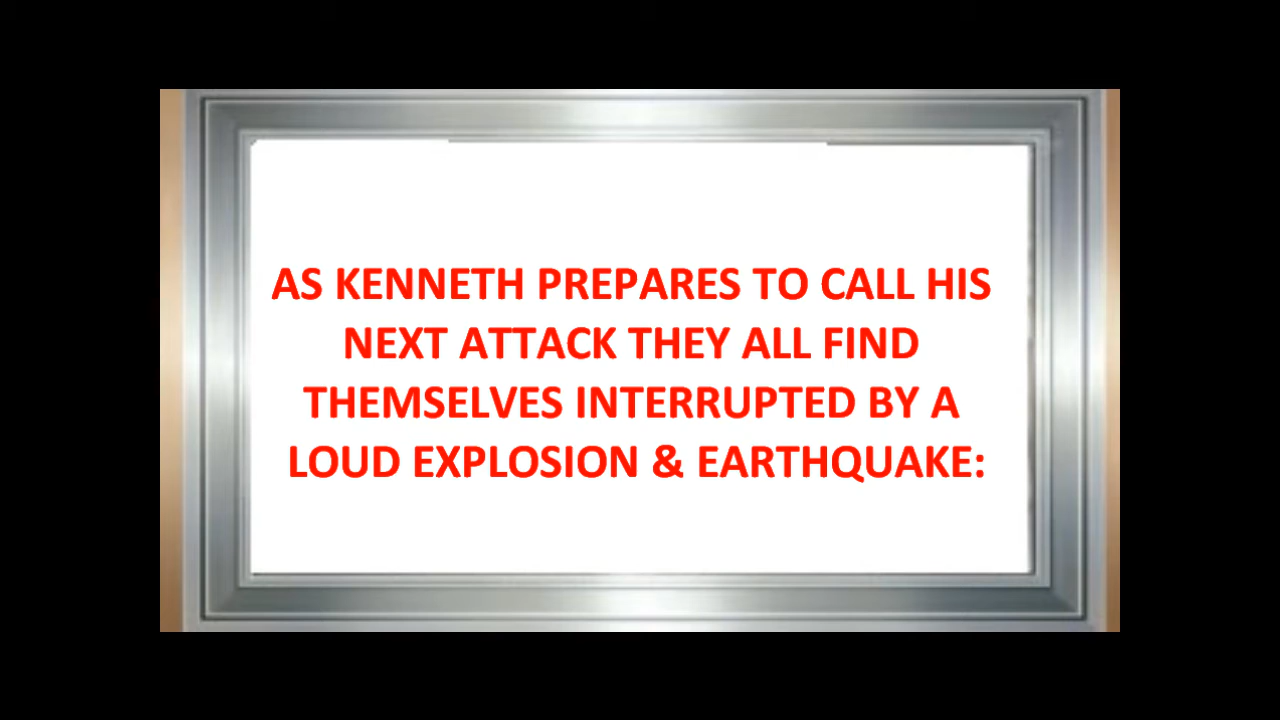 AS KENNETH PREPARES TO CALL HIS
NEXT ATTACK THEY ALL FIND
THEMSELVES INTERRUPTED BY A
LOUD EXPLOSION & EARTHQUAKE: